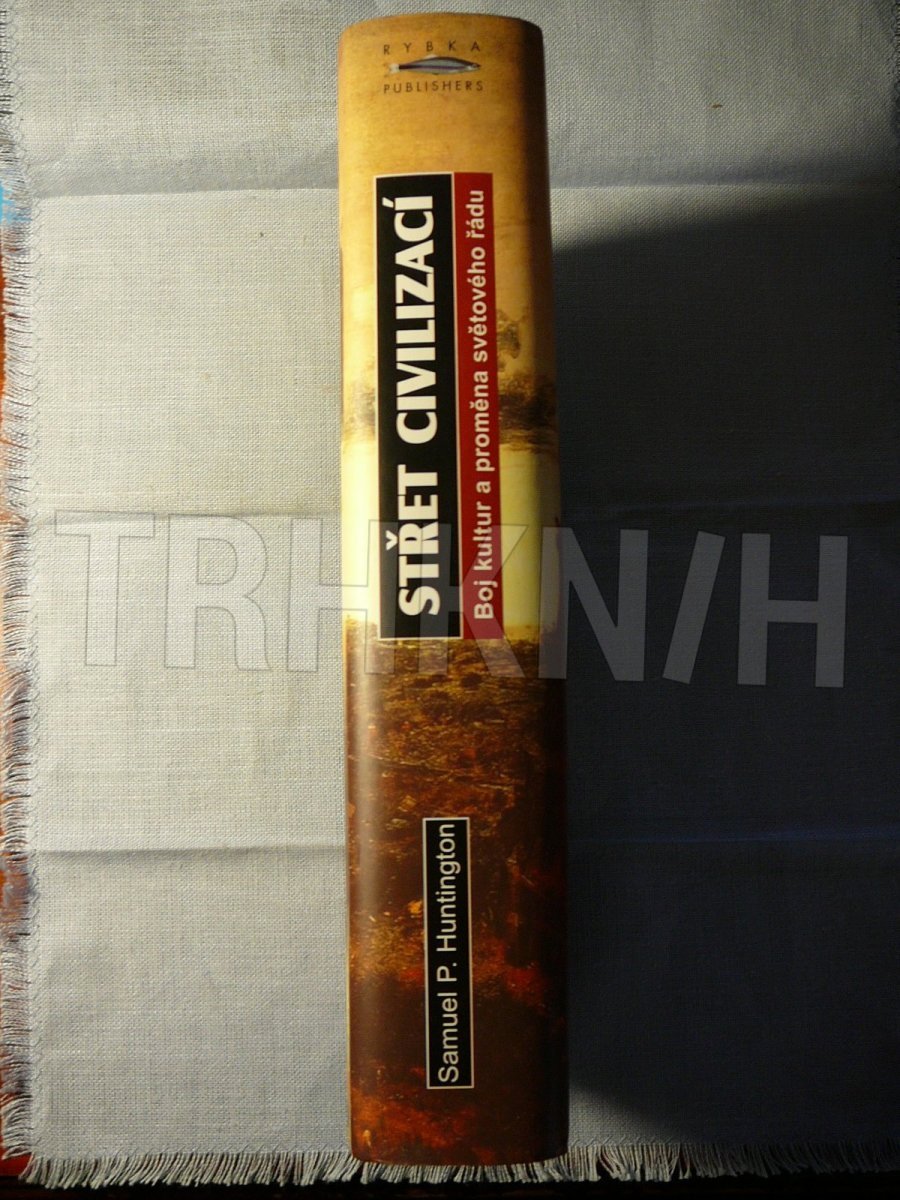 RYBKA
PUBLISHERS
STŘET CIVILIZACÍ
Boj kultur a proměna světového řádu
Samuel P. Huntington
TRHKNIH